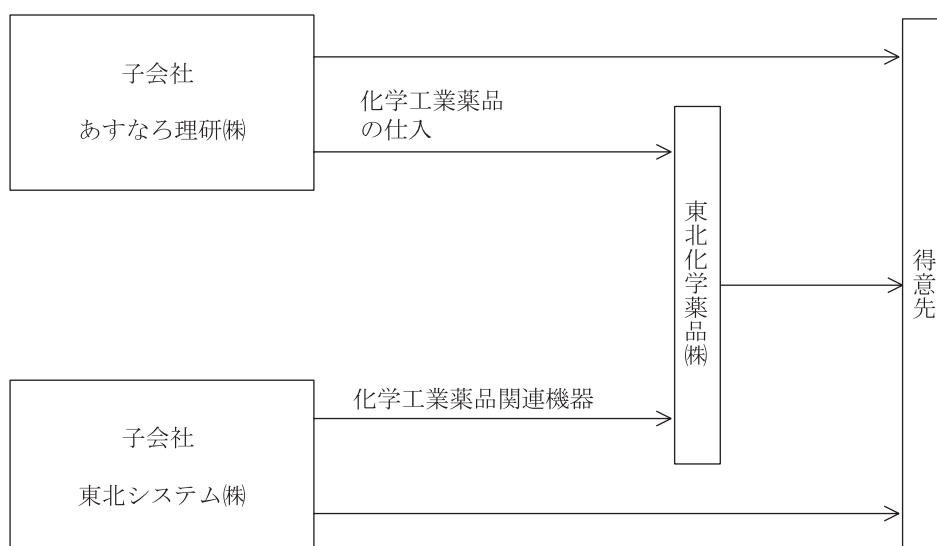 子会社
あすなろ理研㈱
化学工業薬品
の仕入
東北化学薬品㈱
得意先
化学工業薬品関連機器
子会社
東北システム㈱